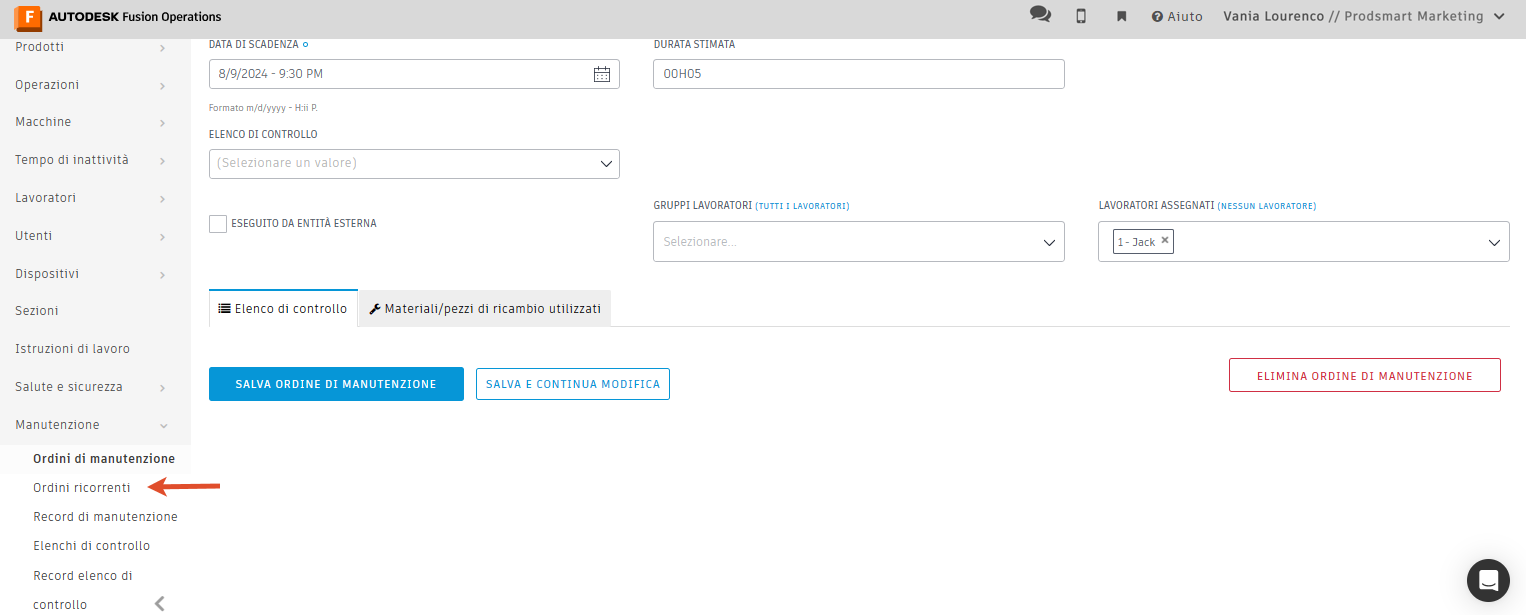 F AUTODESK Fusion Operations
Aiuto
Vania Lourenco // Prodsmart Marketing
Prodotti
Operazioni
Macchine
Tempo di inattività
Lavoratori
Utenti
Dispositivi
Sezioni
Istruzioni di lavoro
Salute e sicurezza
Manutenzione
Ordini di manutenzione
Ordini ricorrenti
Record di manutenzione
Elenchi di controllo
Record elenco di
controllo
DATA DI SCADENZA
8/9/2024 - 9:30 PM
Formato m/d/yyyy - H:ii P.
DURATA STIMATA
00H05
ELENCO DI CONTROLLO
(Selezionare un valore)
ESEGUITO DA ENTITÀ ESTERNA
GRUPPI LAVORATORI (TUTTI I LAVORATORI)
Selezionare...
LAVORATORI ASSEGNATI (NESSUN LAVORATORE)
1 - Jack ×
Elenco di controllo
Materiali/pezzi di ricambio utilizzati
SALVA ORDINE DI MANUTENZIONE
SALVA E CONTINUA MODIFICA
ELIMINA ORDINE DI MANUTENZIONE